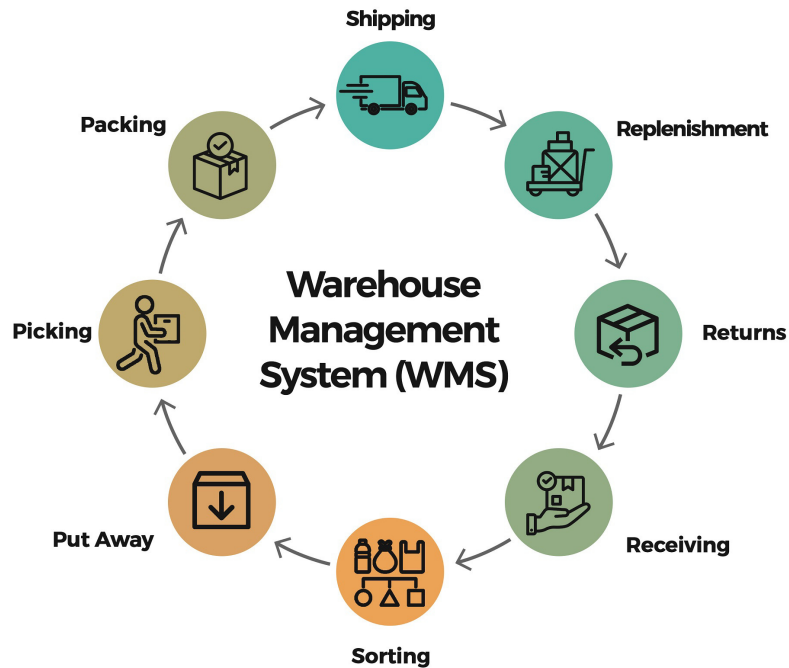 Shipping
Packing
Replenishment
Warehouse
Management
System (WMS)
Picking
Returns
Put Away
Receiving
Sorting